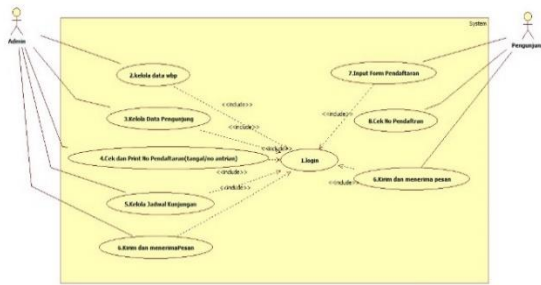 System
Admin
Pengunjung
2.kelola data wbp
7.Input Form Pendaftaran
<<include>>
<<include>>
3.Kelola Data Pengunjung
8.Cek No Pendaftran
<<include>>
4.Cek dan Print No Pendaftaran(tangal/no antrian)
<<include>>
1.login
6.Kirim dan menerima pesan
<<include>>
<<include>>
5.Kelola Jadwal Kunjungan
<<include>>
6.Kirim dan menerimaPesan